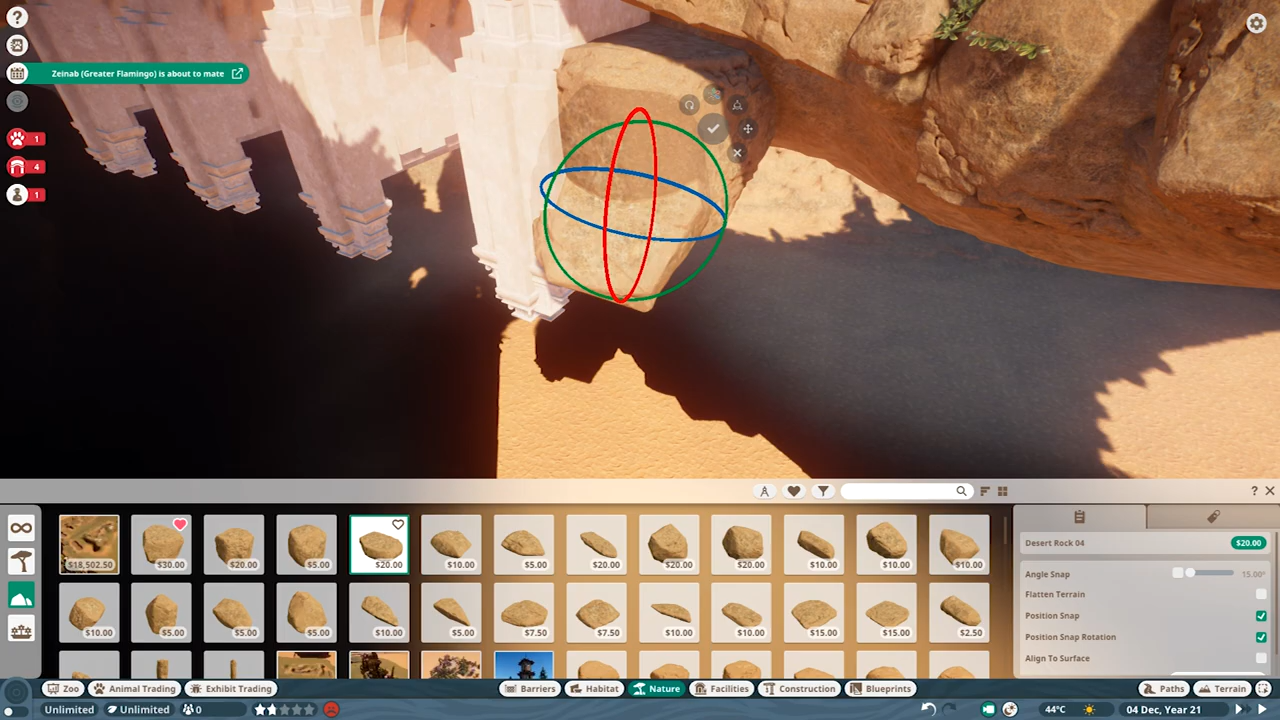 ?
Zeinab (Greater Flamingo) is about to mate
1
4
1
? ×
$18,502.50 $30.00 $20.00 $5.00 $20.00 $10.00 $5.00 $20.00 $20.00 $20.00 $10.00 $10.00 $10.00
$10.00 $5.00 $5.00 $5.00 $10.00 $5.00 $7.50 $7.50 $10.00 $10.00 $15.00 $15.00 $2.50
Desert Rock 04 $20.00
Angle Snap 15.00°
Flatten Terrain
Position Snap
Position Snap Rotation
Align To Surface
Zoo Animal Trading Exhibit Trading Barriers Habitat Nature Facilities Construction Blueprints Paths Terrain
Unlimited Unlimited 0 44°C 04 Dec, Year 21